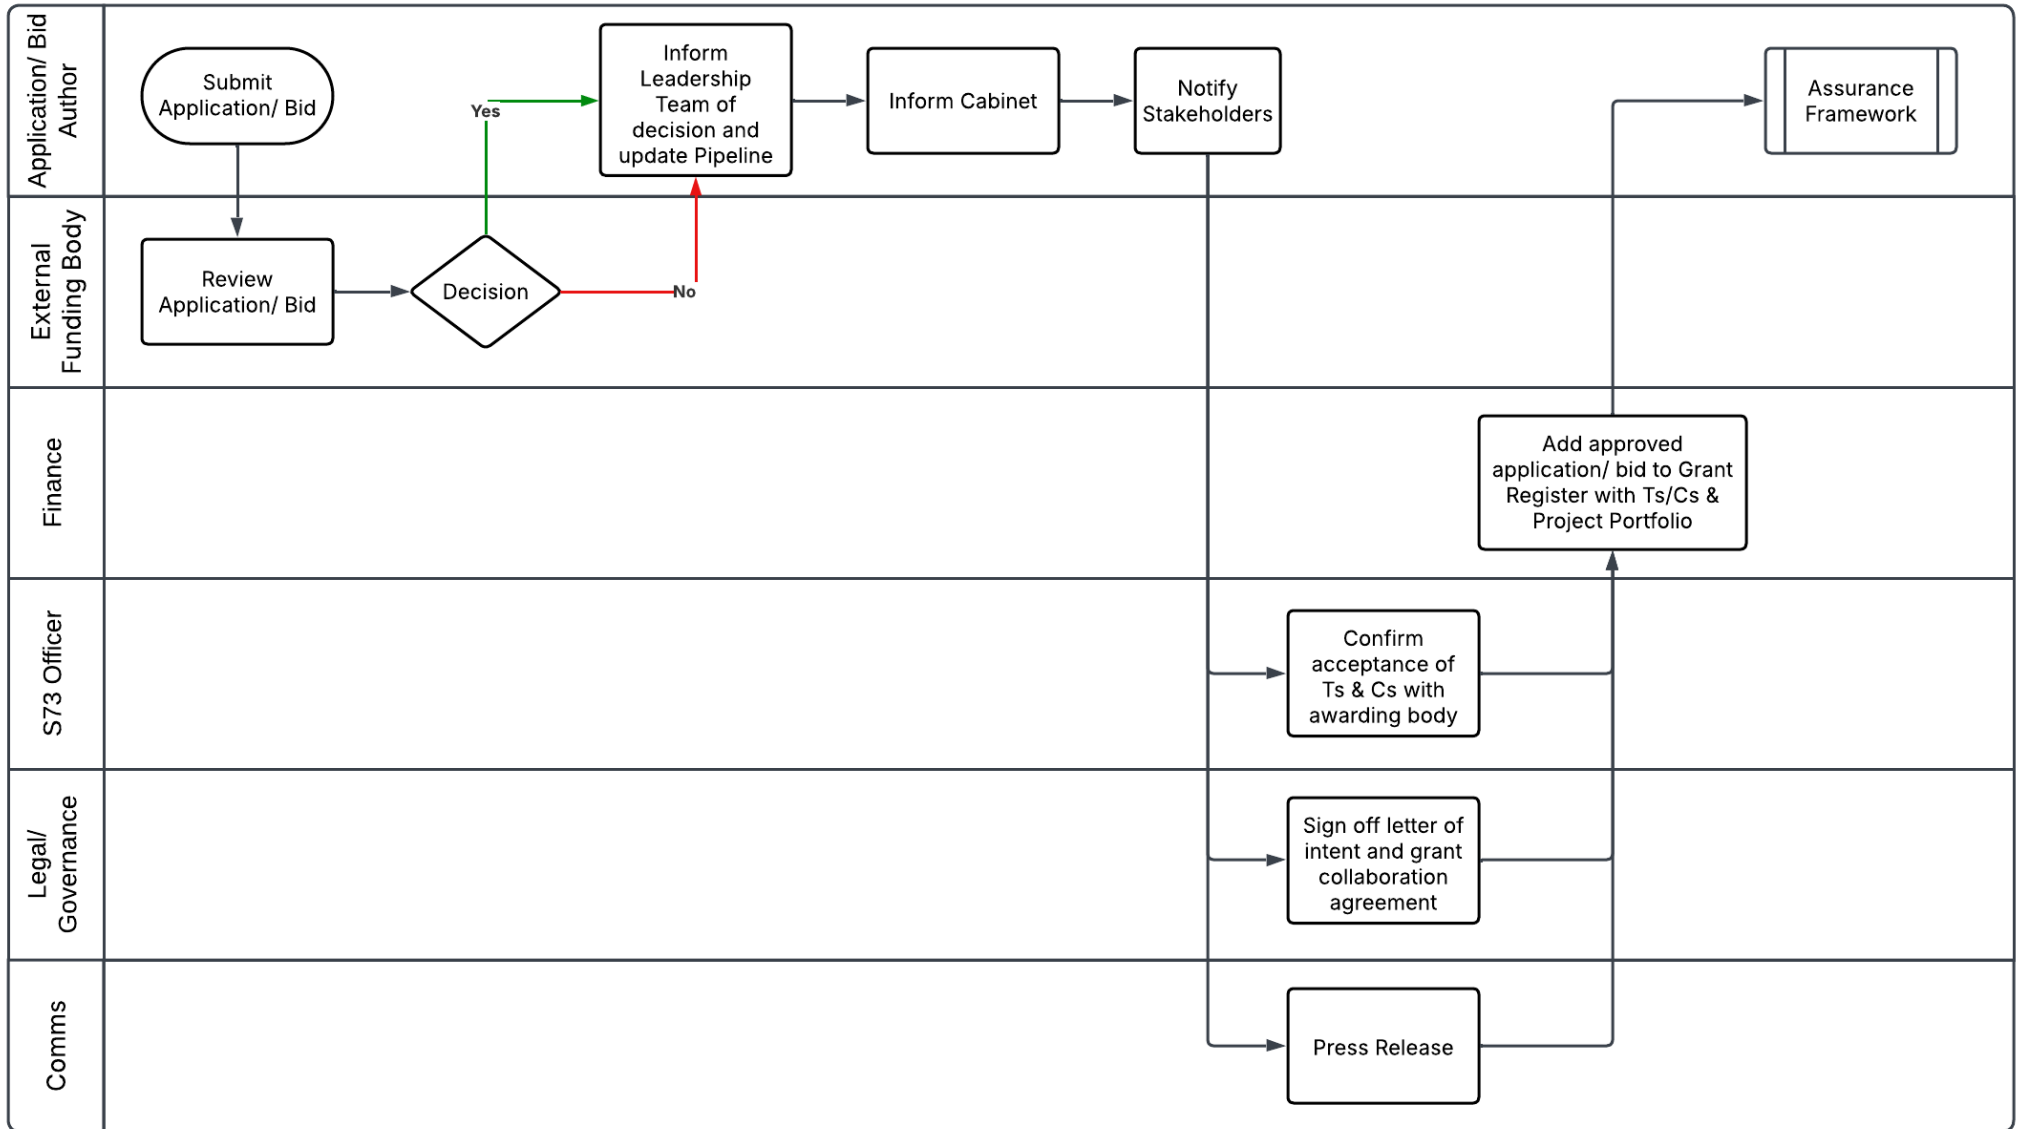 Application/ Bid
Author
Submit
Application/ Bid
Yes
Inform
Leadership
Team of
decision and
update Pipeline
Inform Cabinet
Notify
Stakeholders
Assurance
Framework
External
Funding Body
Review
Application/ Bid
Decision
No
Finance
Add approved
application/ bid to Grant
Register with Ts/Cs &
Project Portfolio
S73 Officer
Confirm
acceptance of
Ts & Cs with
awarding body
Legal/
Governance
Sign off letter of
intent and grant
collaboration
agreement
Comms
Press Release